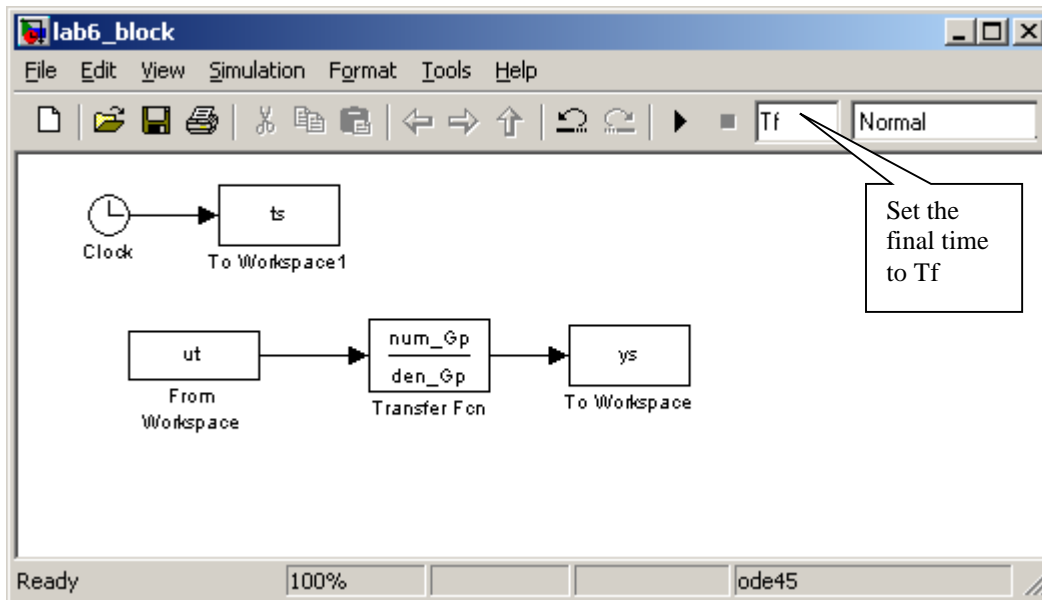 lab6_block
File Edit View Simulation Format Tools Help
Tf Normal
Set the
final time
to Tf
ts
Clock
To Workspace1
ut
num_Gp
den_Gp
ys
From
Workspace
Transfer Fcn
To Workspace
Ready 100% ode45